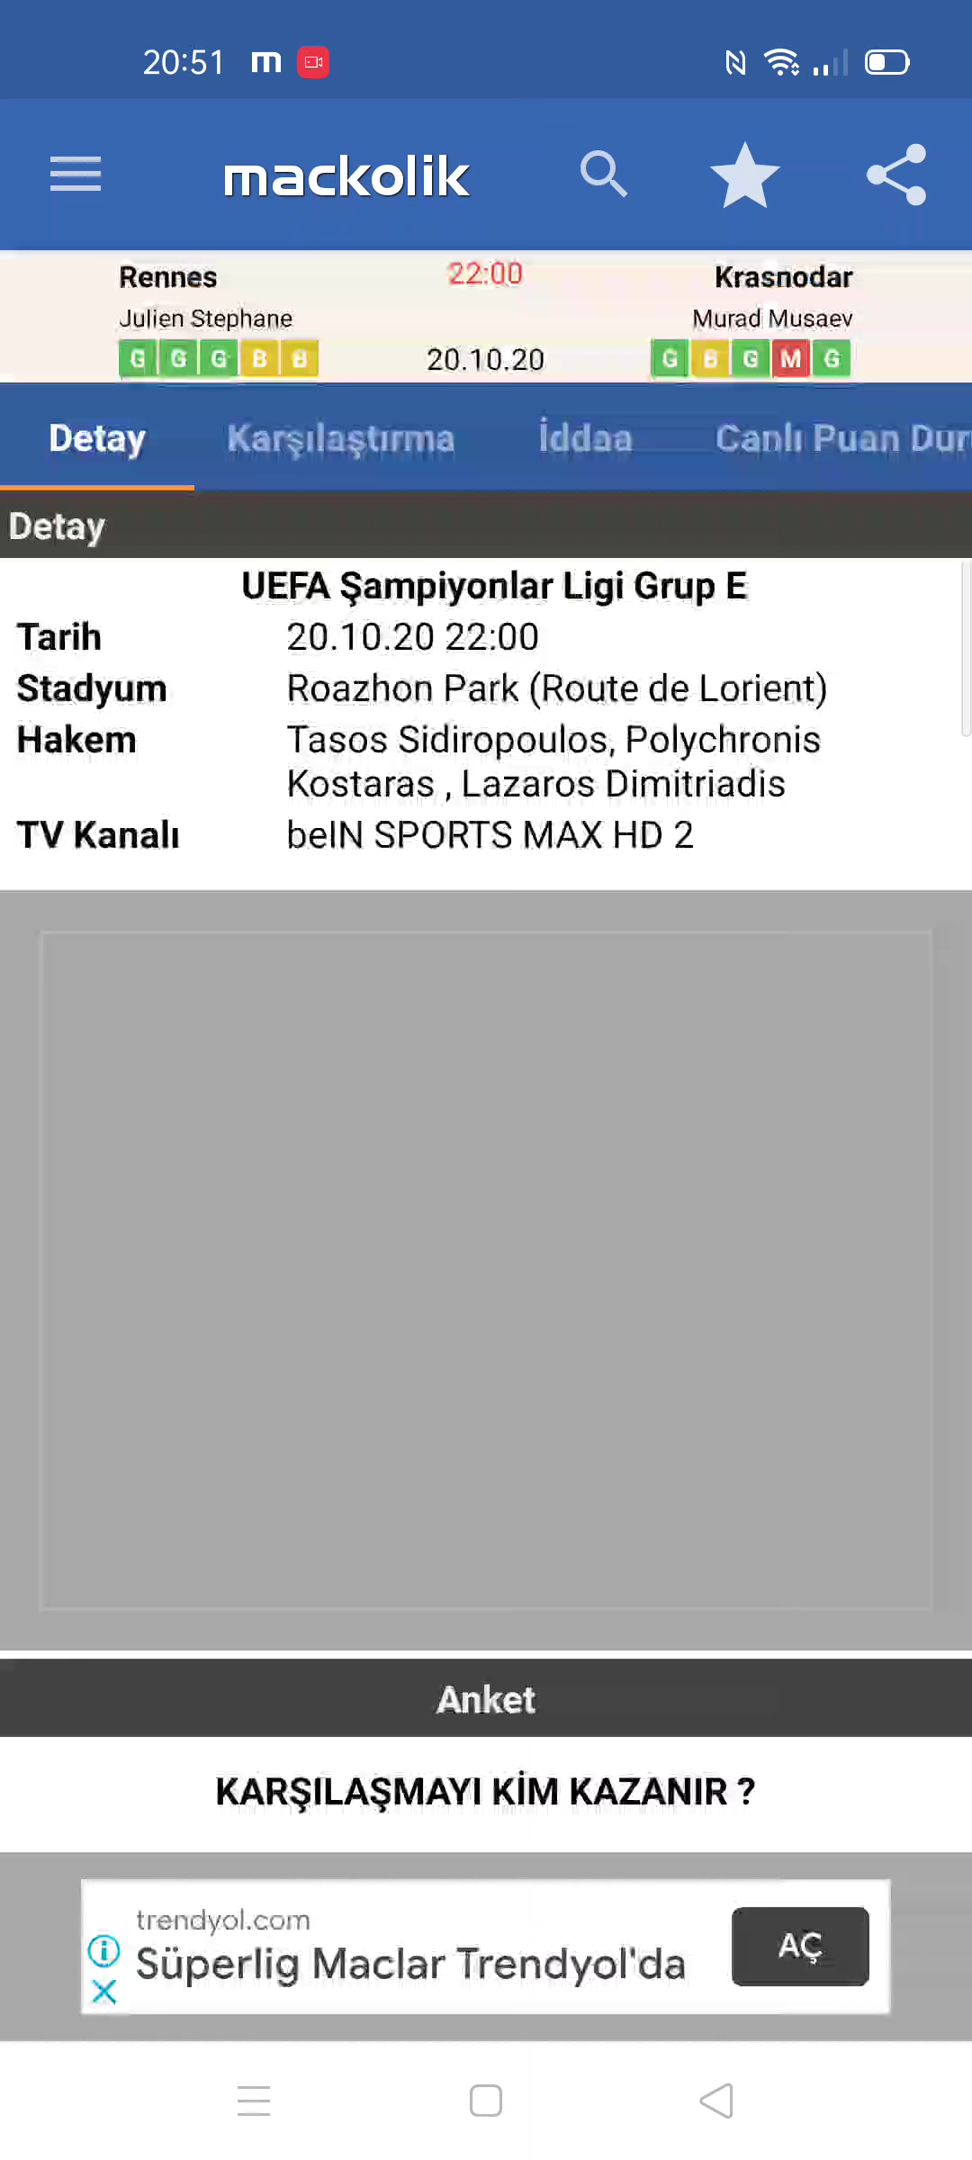 20:51 m
mackolik
Rennes 22:00 Krasnodar
Julien Stephane Murad Musaev
G G G B B 20.10.20 G B G M G
Detay Karşılaştırma İddaa Canlı Puan Dur
Detay
UEFA Şampiyonlar Ligi Grup E
Tarih 20.10.20 22:00
Stadyum Roazhon Park (Route de Lorient)
Hakem Tasos Sidiropoulos, Polychronis
Kostaras , Lazaros Dimitriadis
TV Kanalı beIN SPORTS MAX HD 2
Anket
KARŞILAŞMAYI KİM KAZANIR ?
trendyol.com
Süperlig Maclar Trendyol'da AÇ